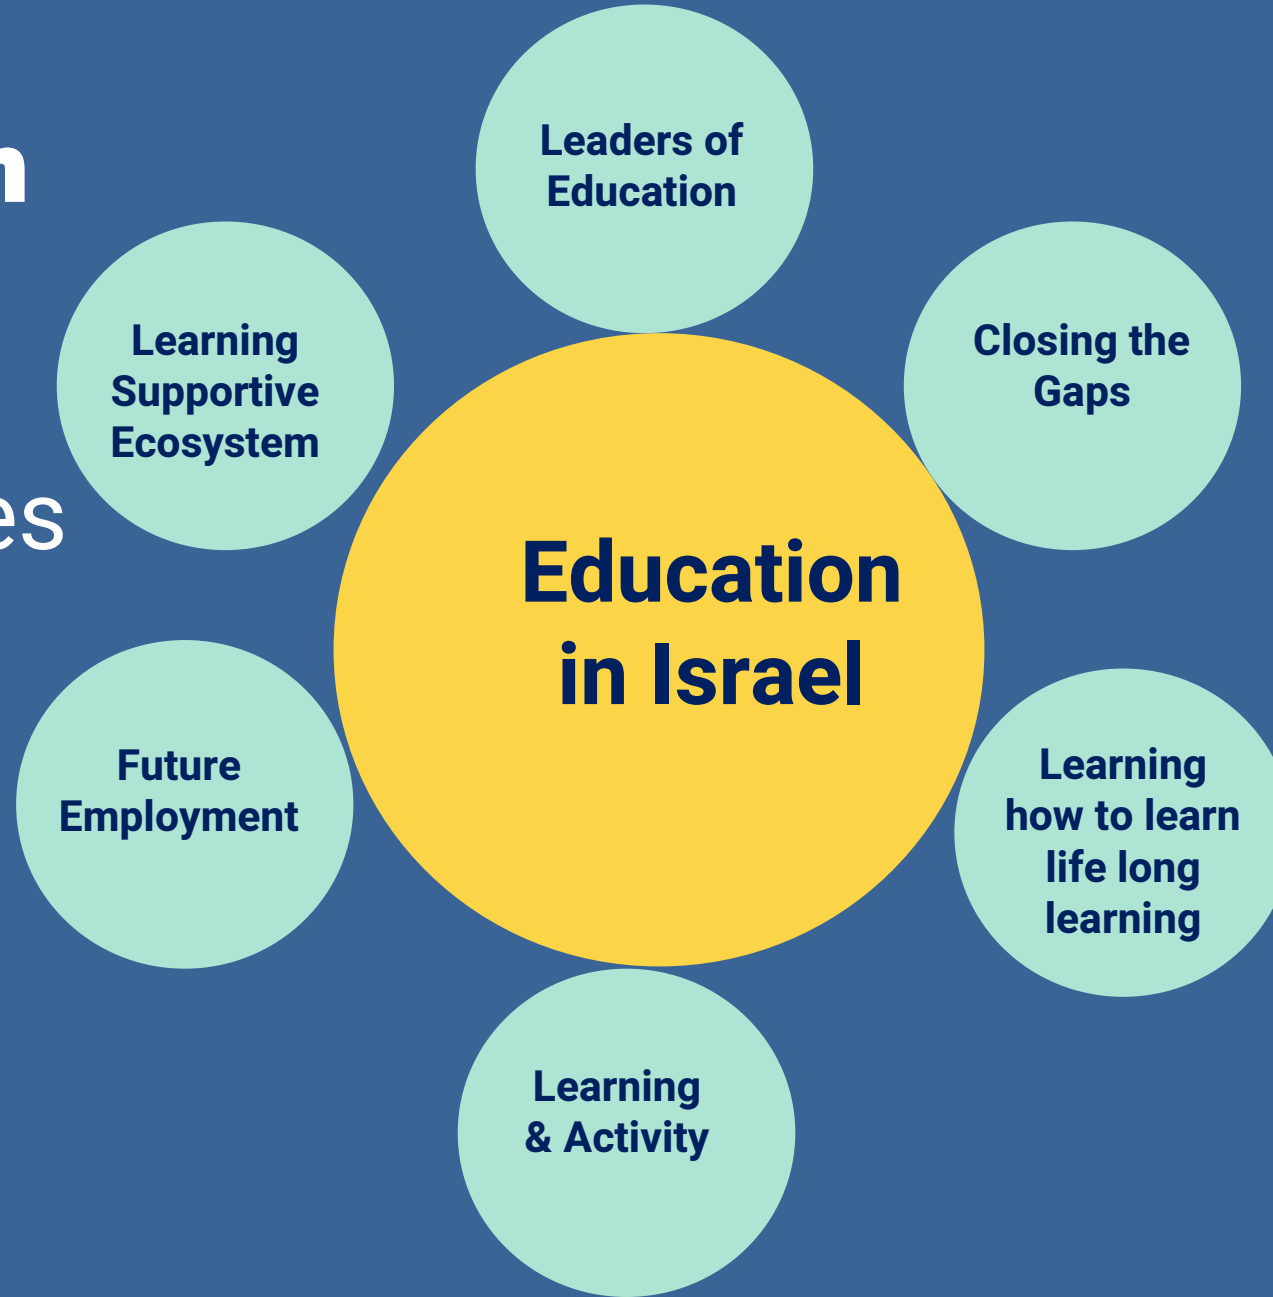 Leaders of
Education
Learning
Supportive
Ecosystem
Closing the
Gaps
Education
in Israel
Future
Employment
Learning
how to learn
life long
learning
Learning
& Activity